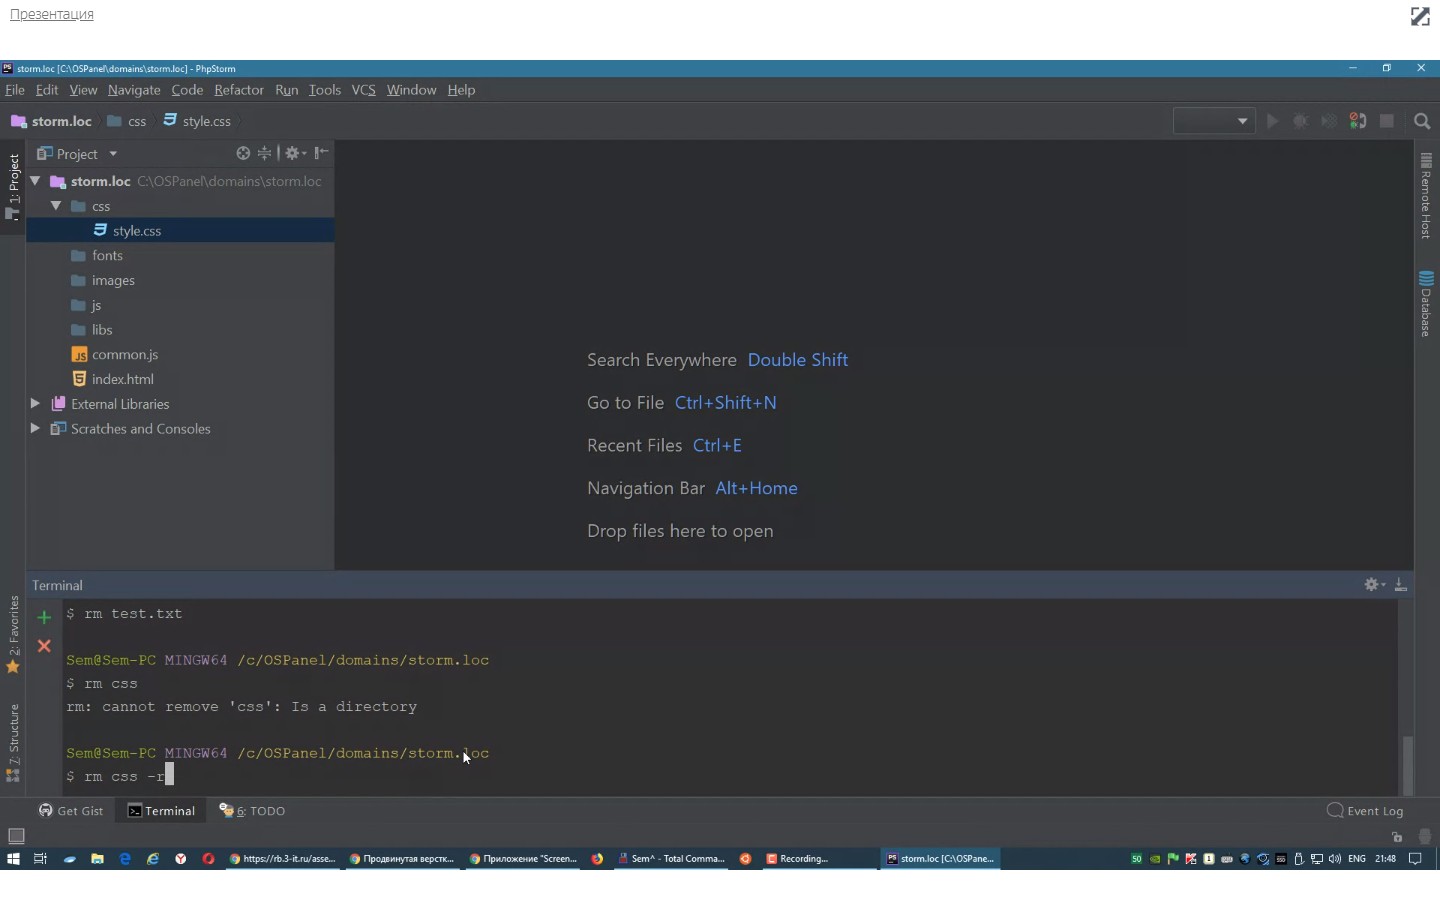 Презентация
storm.loc [C:\OSPanel\domains\storm.loc] - PhpStorm
File Edit View Navigate Code Refactor Run Tools VCS Window Help
storm.loc css style.css
1: Project
Project
storm.loc C:\OSPanel\domains\storm.loc
css
style.css
fonts
images
js
libs
common.js
index.html
External Libraries
Scratches and Consoles
Search Everywhere Double Shift
Go to File Ctrl+Shift+N
Recent Files Ctrl+E
Navigation Bar Alt+Home
Drop files here to open
Remote Host
Database
2: Favorites
7: Structure
Terminal
$ rm test.txt
Sem@Sem-PC MINGW64 /c/OSPanel/domains/storm.loc
$ rm css
rm: cannot remove 'css': Is a directory
Sem@Sem-PC MINGW64 /c/OSPanel/domains/storm.loc
$ rm css -r
Get Gist Terminal 6: TODO Event Log
https://rb.3-it.ru/asse... Продвинутая верстк... Приложение "Screen... Sem^ - Total Comma... Recording... storm.loc [C:\OSPane... 50 ENG 21:48